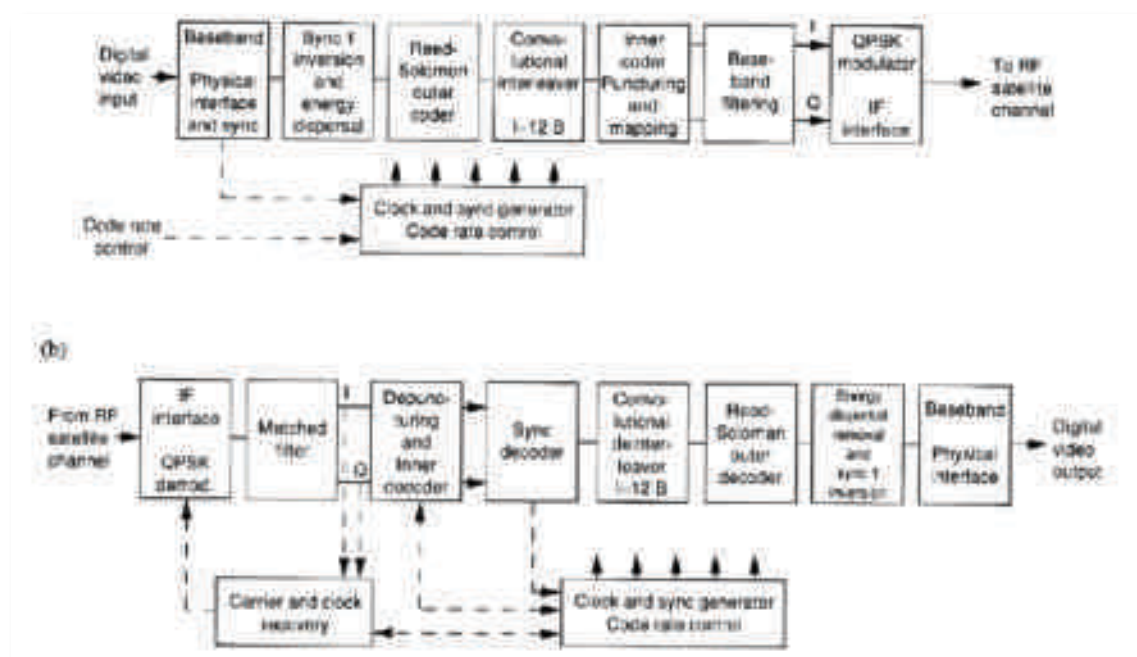 Digital
video
input
Baseband
Physical
interface
and sync
Sync 1
inversion
and
energy
dispersal
Reed-
Solomon
outer
coder
Convo-
lutional
interleaver
I-12 B
Inner
coder
Puncturing
and
mapping
Base-
band
filtering
I
Q
QPSK
modulator
IF
interface
To RF
satellite
channel
Clock and sync generator
Code rate control
Code rate
control
(b)
From RF
satellite
channel
IF
interface
QPSK
demod.
Matched
filter
I
Q
Depunc-
turing
and
inner
decoder
Sync
decoder
Convo-
lutional
deinter-
leaver
I-12 B
Reed-
Soloman
outer
decoder
Energy
dispersal
removal
and
sync 1
inversion
Baseband
Physical
interface
Digital
video
output
Carrier and clock
recovery
Clock and sync generator
Code rate control